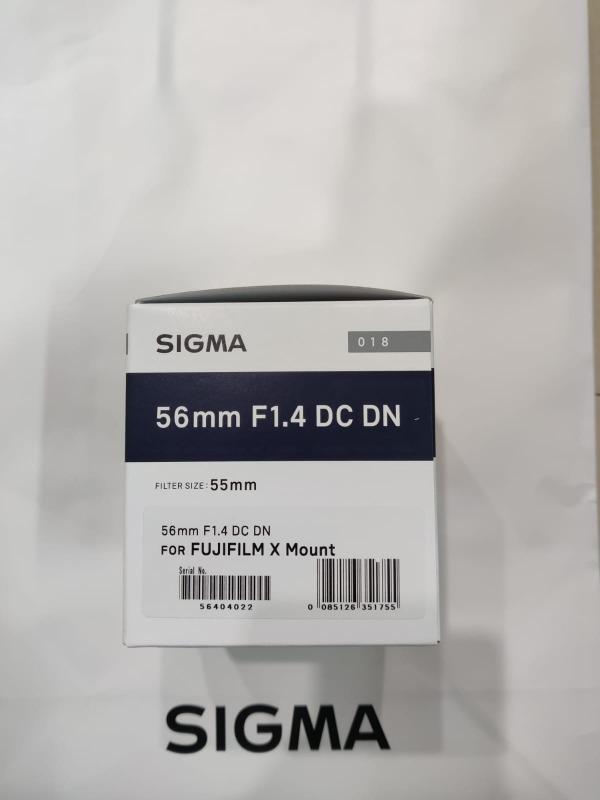 SIGMA
018
56mm F1.4 DC DN
FILTER SIZE: 55mm
56mm F1.4 DC DN
FOR FUJIFILM X Mount
Serial No.
56404022
0 085126 351755
SIGMA